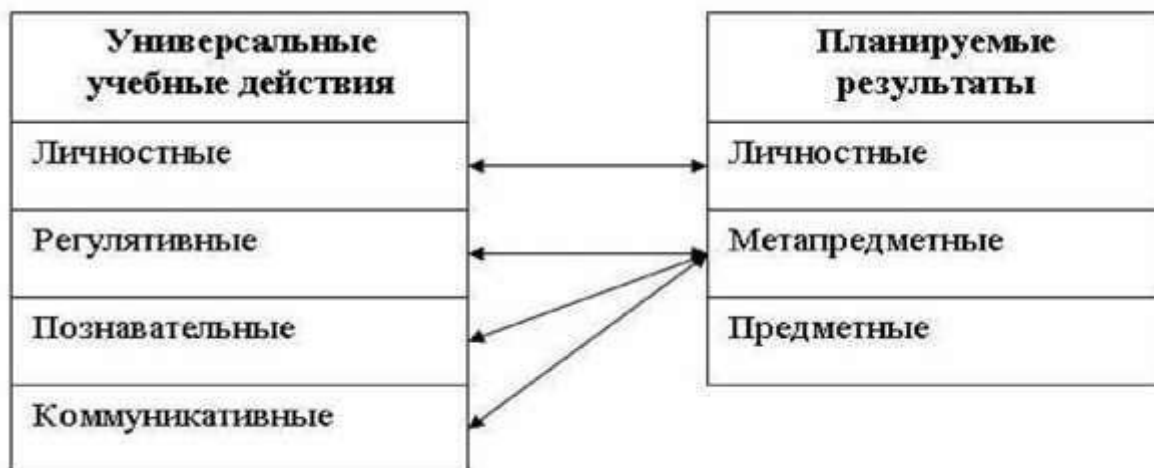 Универсальные
учебные действия
Личностные
Регулятивные
Познавательные
Коммуникативные
Планируемые
результаты
Личностные
Метапредметные
Предметные